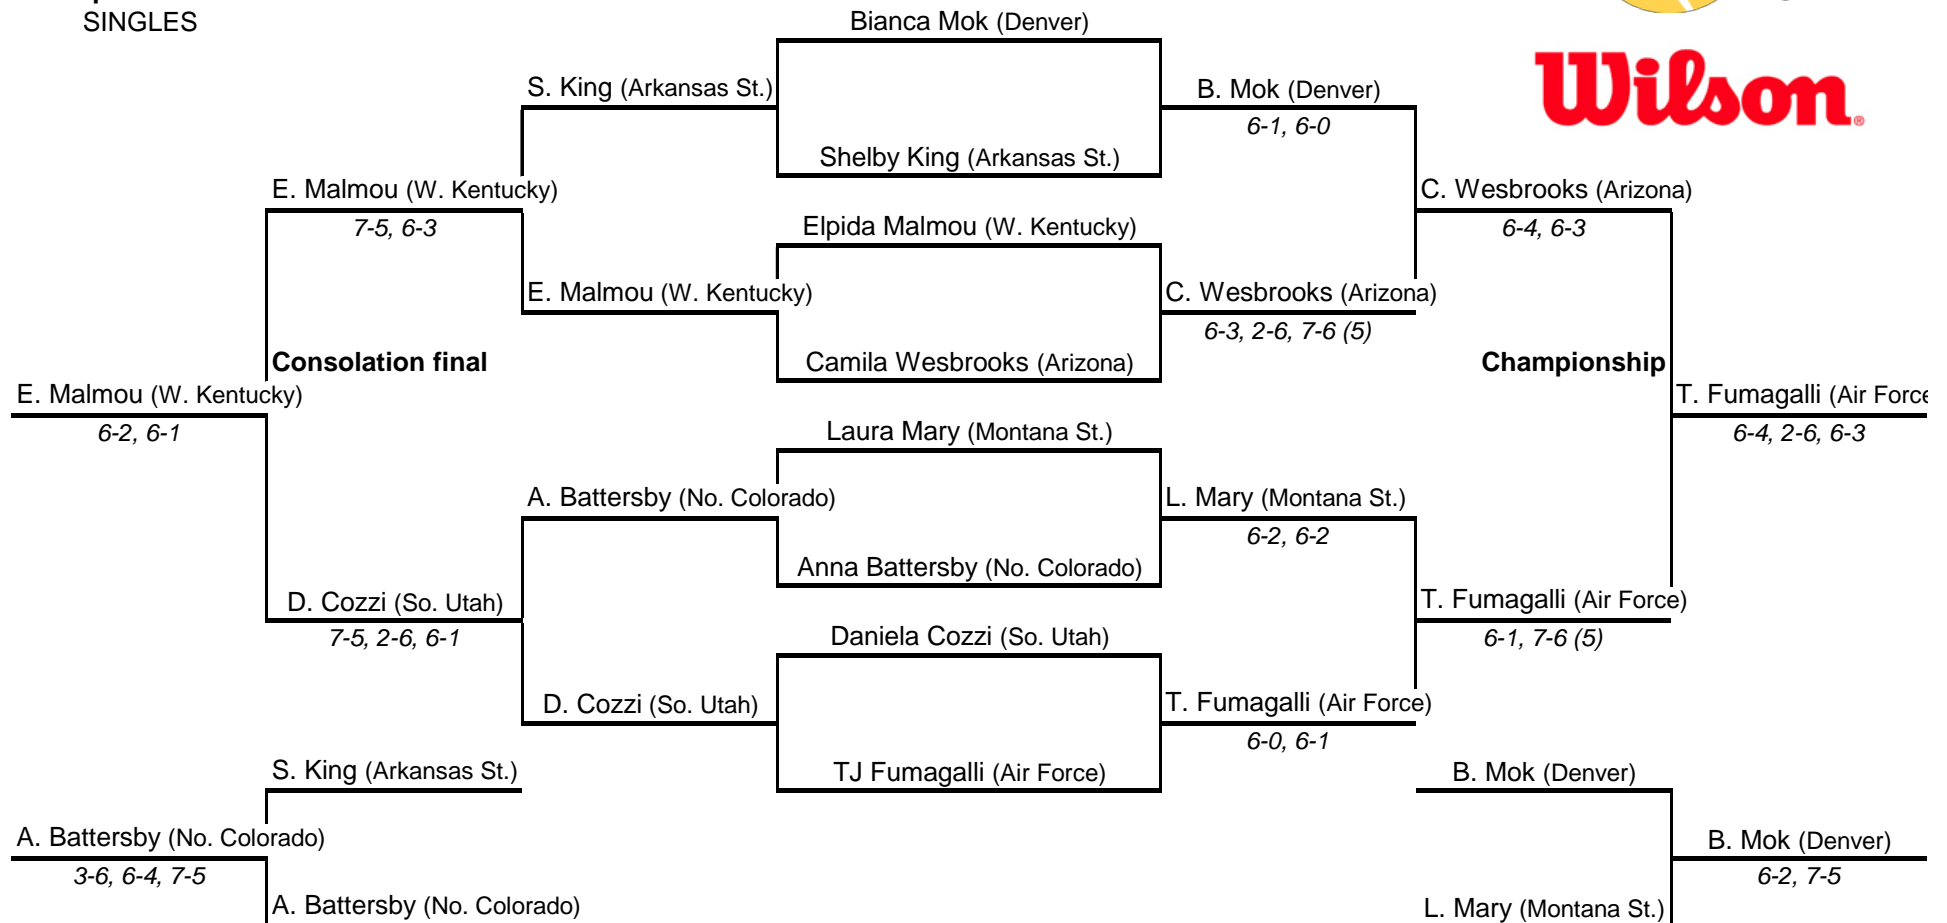 SINGLES
Bianca Mok (Denver)
Wilson®
S. King (Arkansas St.)
B. Mok (Denver)
6-1, 6-0
Shelby King (Arkansas St.)
E. Malmou (W. Kentucky)
C. Wesbrooks (Arizona)
7-5, 6-3
Elpida Malmou (W. Kentucky)
6-4, 6-3
E. Malmou (W. Kentucky)
C. Wesbrooks (Arizona)
6-3, 2-6, 7-6 (5)
Consolation final
Camila Wesbrooks (Arizona)
Championship
E. Malmou (W. Kentucky)
T. Fumagalli (Air Force
6-2, 6-1
Laura Mary (Montana St.)
6-4, 2-6, 6-3
A. Battersby (No. Colorado)
L. Mary (Montana St.)
6-2, 6-2
Anna Battersby (No. Colorado)
D. Cozzi (So. Utah)
T. Fumagalli (Air Force)
7-5, 2-6, 6-1
Daniela Cozzi (So. Utah)
6-1, 7-6 (5)
D. Cozzi (So. Utah)
T. Fumagalli (Air Force)
6-0, 6-1
S. King (Arkansas St.)
TJ Fumagalli (Air Force)
B. Mok (Denver)
A. Battersby (No. Colorado)
B. Mok (Denver)
3-6, 6-4, 7-5
6-2, 7-5
A. Battersby (No. Colorado)
L. Mary (Montana St.)